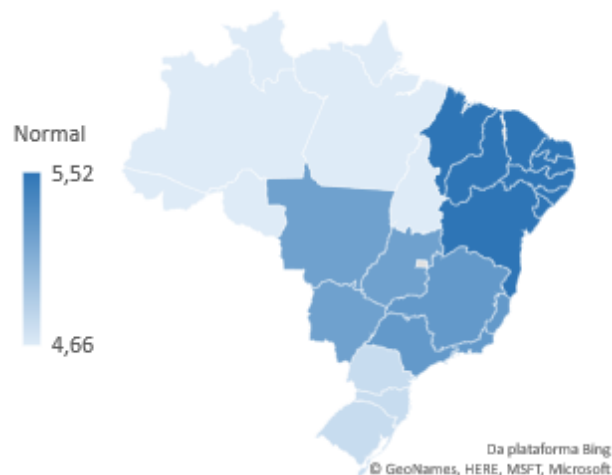 Normal
5,52
4,66
Da plataforma Bing
© GeoNames, HERE, MSFT, Microsoft